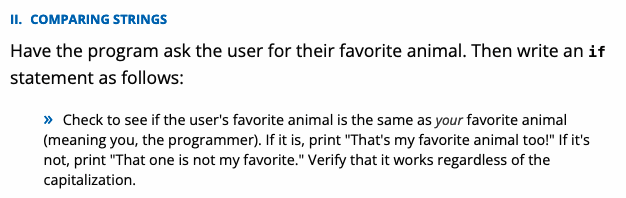 II. COMPARING STRINGS
Have the program ask the user for their favorite animal. Then write an if
statement as follows:
» Check to see if the user's favorite animal is the same as your favorite animal
(meaning you, the programmer). If it is, print "That's my favorite animal too!" If it's
not, print "That one is not my favorite." Verify that it works regardless of the
capitalization.